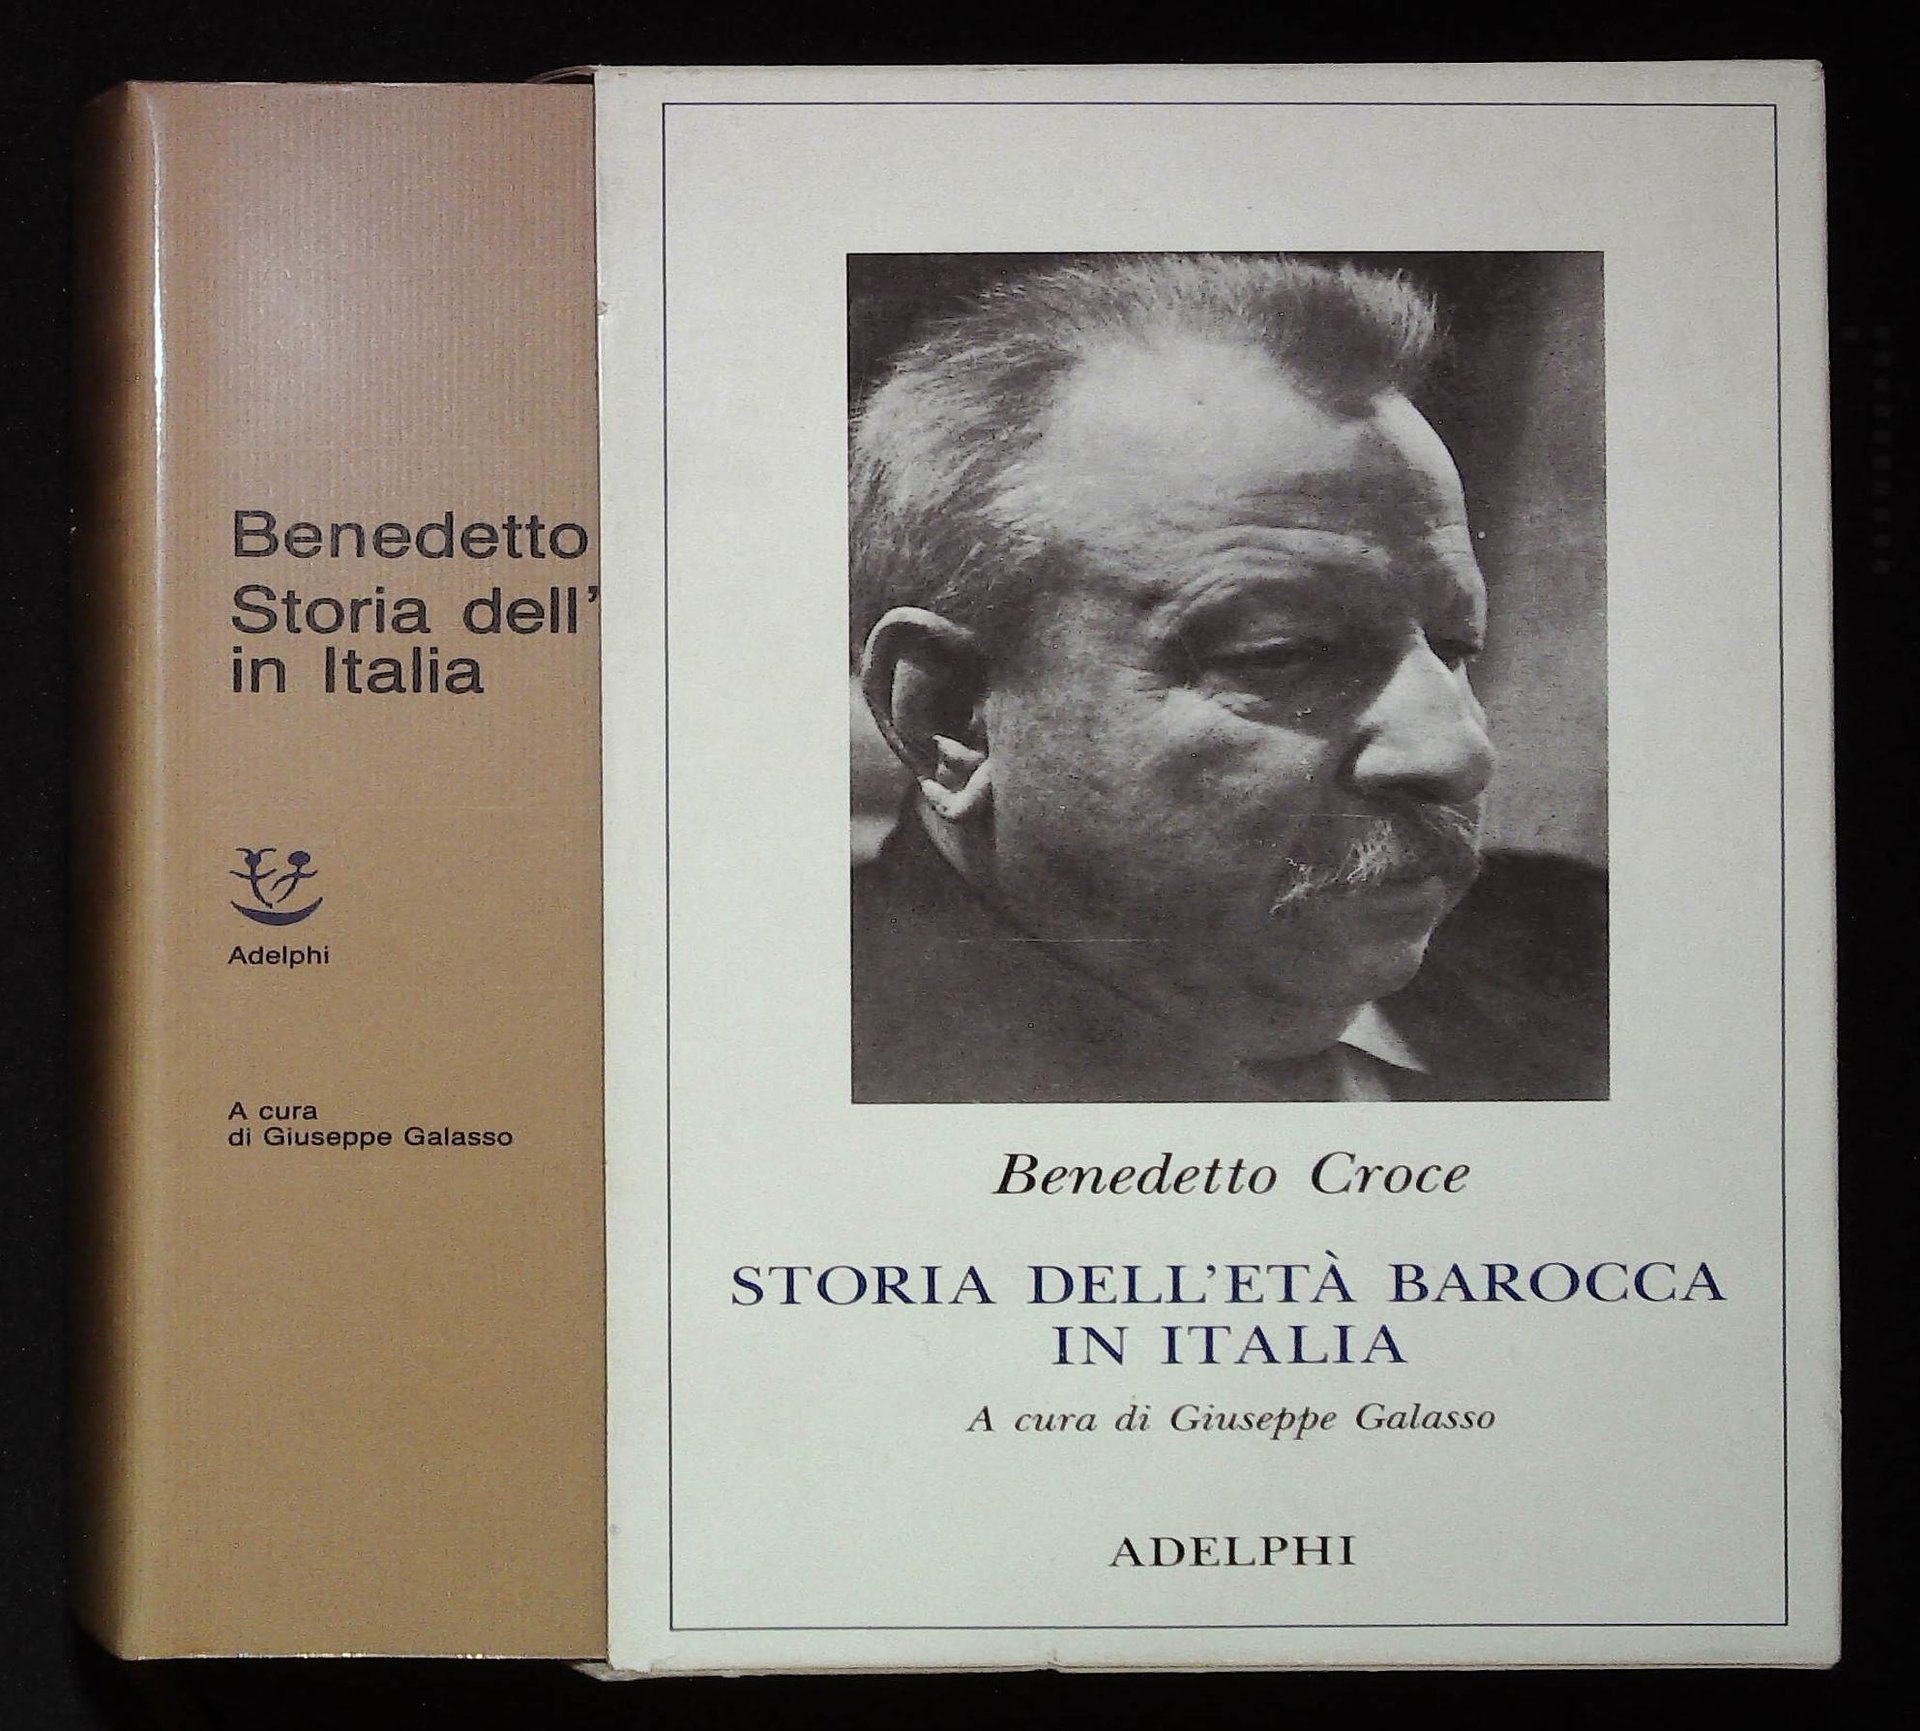 Benedetto
Storia dell'
in Italia
Adelphi
A cura
di Giuseppe Galasso
Benedetto Croce
STORIA DELL'ETÀ BAROCCA
IN ITALIA
A cura di Giuseppe Galasso
ADELPHI